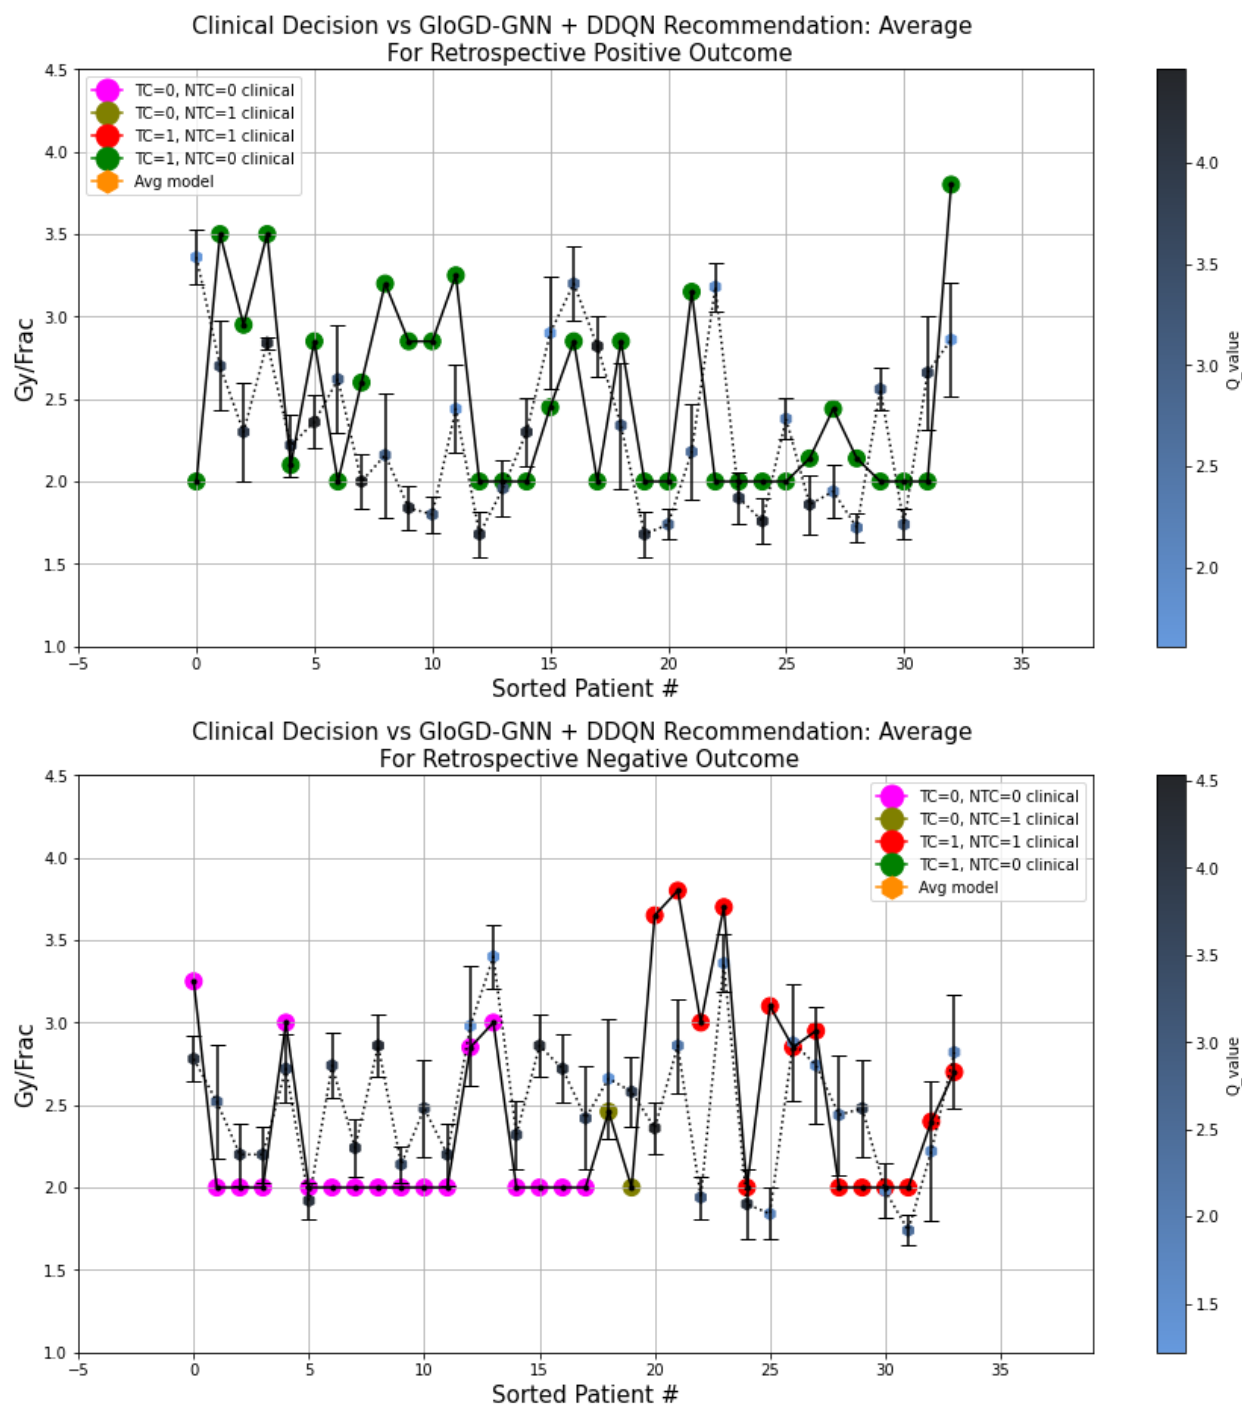 Clinical Decision vs GloGD-GNN + DDQN Recommendation: Average
For Retrospective Positive Outcome
4.5
4.0
3.5
3.0
2.5
2.0
1.5
1.0
Gy/Frac
TC=0, NTC=0 clinical
TC=0, NTC=1 clinical
TC=1, NTC=1 clinical
TC=1, NTC=0 clinical
Avg model
−5
0
5
10
15
20
25
30
35
Sorted Patient #
4.0
3.5
3.0
2.5
2.0
Q_value
Clinical Decision vs GloGD-GNN + DDQN Recommendation: Average
For Retrospective Negative Outcome
4.5
4.0
3.5
3.0
2.5
2.0
1.5
1.0
Gy/Frac
TC=0, NTC=0 clinical
TC=0, NTC=1 clinical
TC=1, NTC=1 clinical
TC=1, NTC=0 clinical
Avg model
−5
0
5
10
15
20
25
30
35
Sorted Patient #
4.5
4.0
3.5
3.0
2.5
2.0
1.5
Q_value